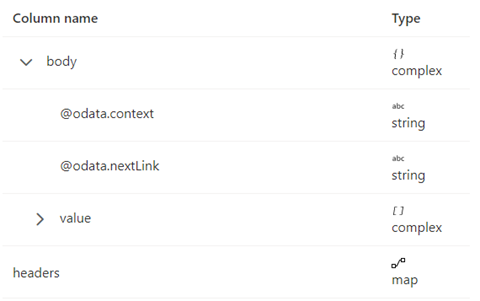 Column name Type
body {} complex
@odata.context abc string
@odata.nextLink abc string
value [] complex
headers map